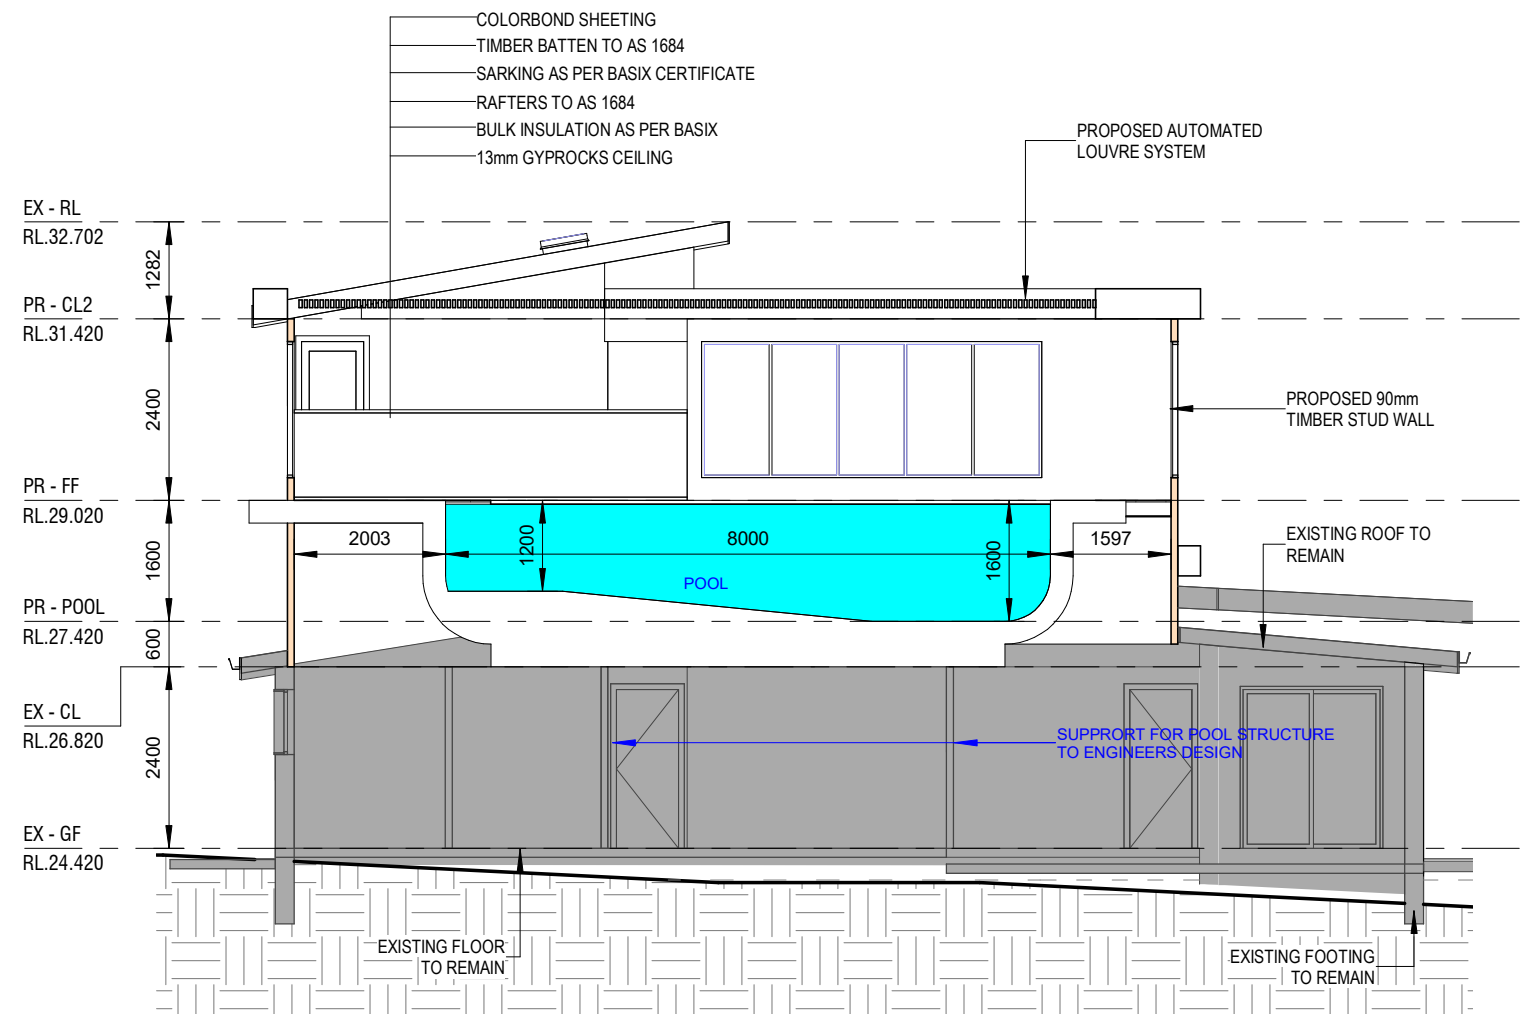 COLORBOND SHEETING
TIMBER BATTEN TO AS 1684
SARKING AS PER BASIX CERTIFICATE
RAFTERS TO AS 1684
BULK INSULATION AS PER BASIX
13mm GYPROCKS CEILING
PROPOSED AUTOMATED
LOUVRE SYSTEM
EX - RL
RL.32.702
1282
PR - CL2
RL.31.420
2400
PROPOSED 90mm
TIMBER STUD WALL
PR - FF
RL.29.020
1600
2003
1200
8000
1600
1597
POOL
EXISTING ROOF TO
REMAIN
PR - POOL
RL.27.420
600
EX - CL
RL.26.820
2400
SUPPRORT FOR POOL STRUCTURE
TO ENGINEERS DESIGN
EX - GF
RL.24.420
EXISTING FLOOR
TO REMAIN
EXISTING FOOTING
TO REMAIN